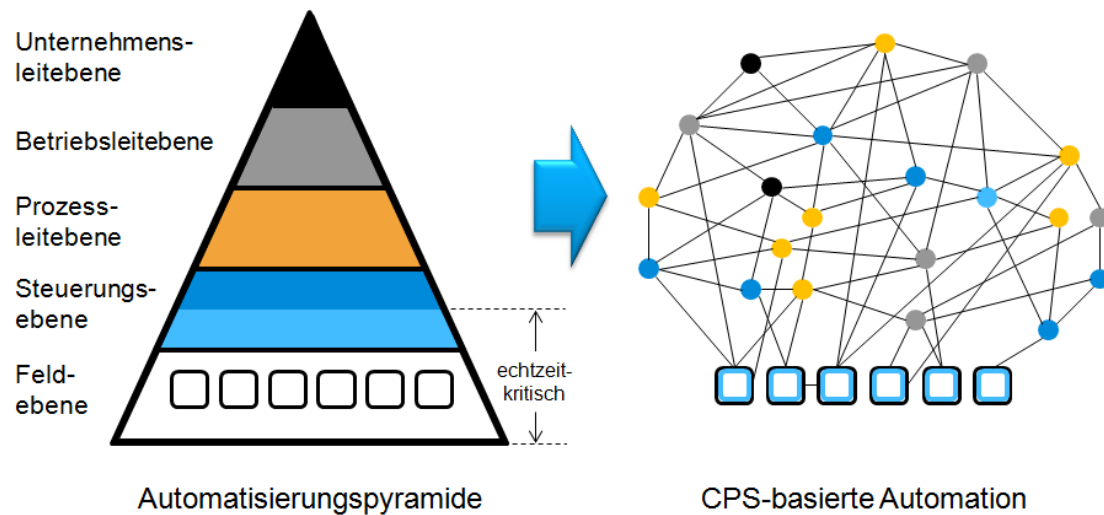 Unternehmens-
leitebene
Betriebsleitebene
Prozess-
leitebene
Steuerungs-
ebene
Feld-
ebene
echtzeit-
kritisch
Automatisierungspyramide
CPS-basierte Automation